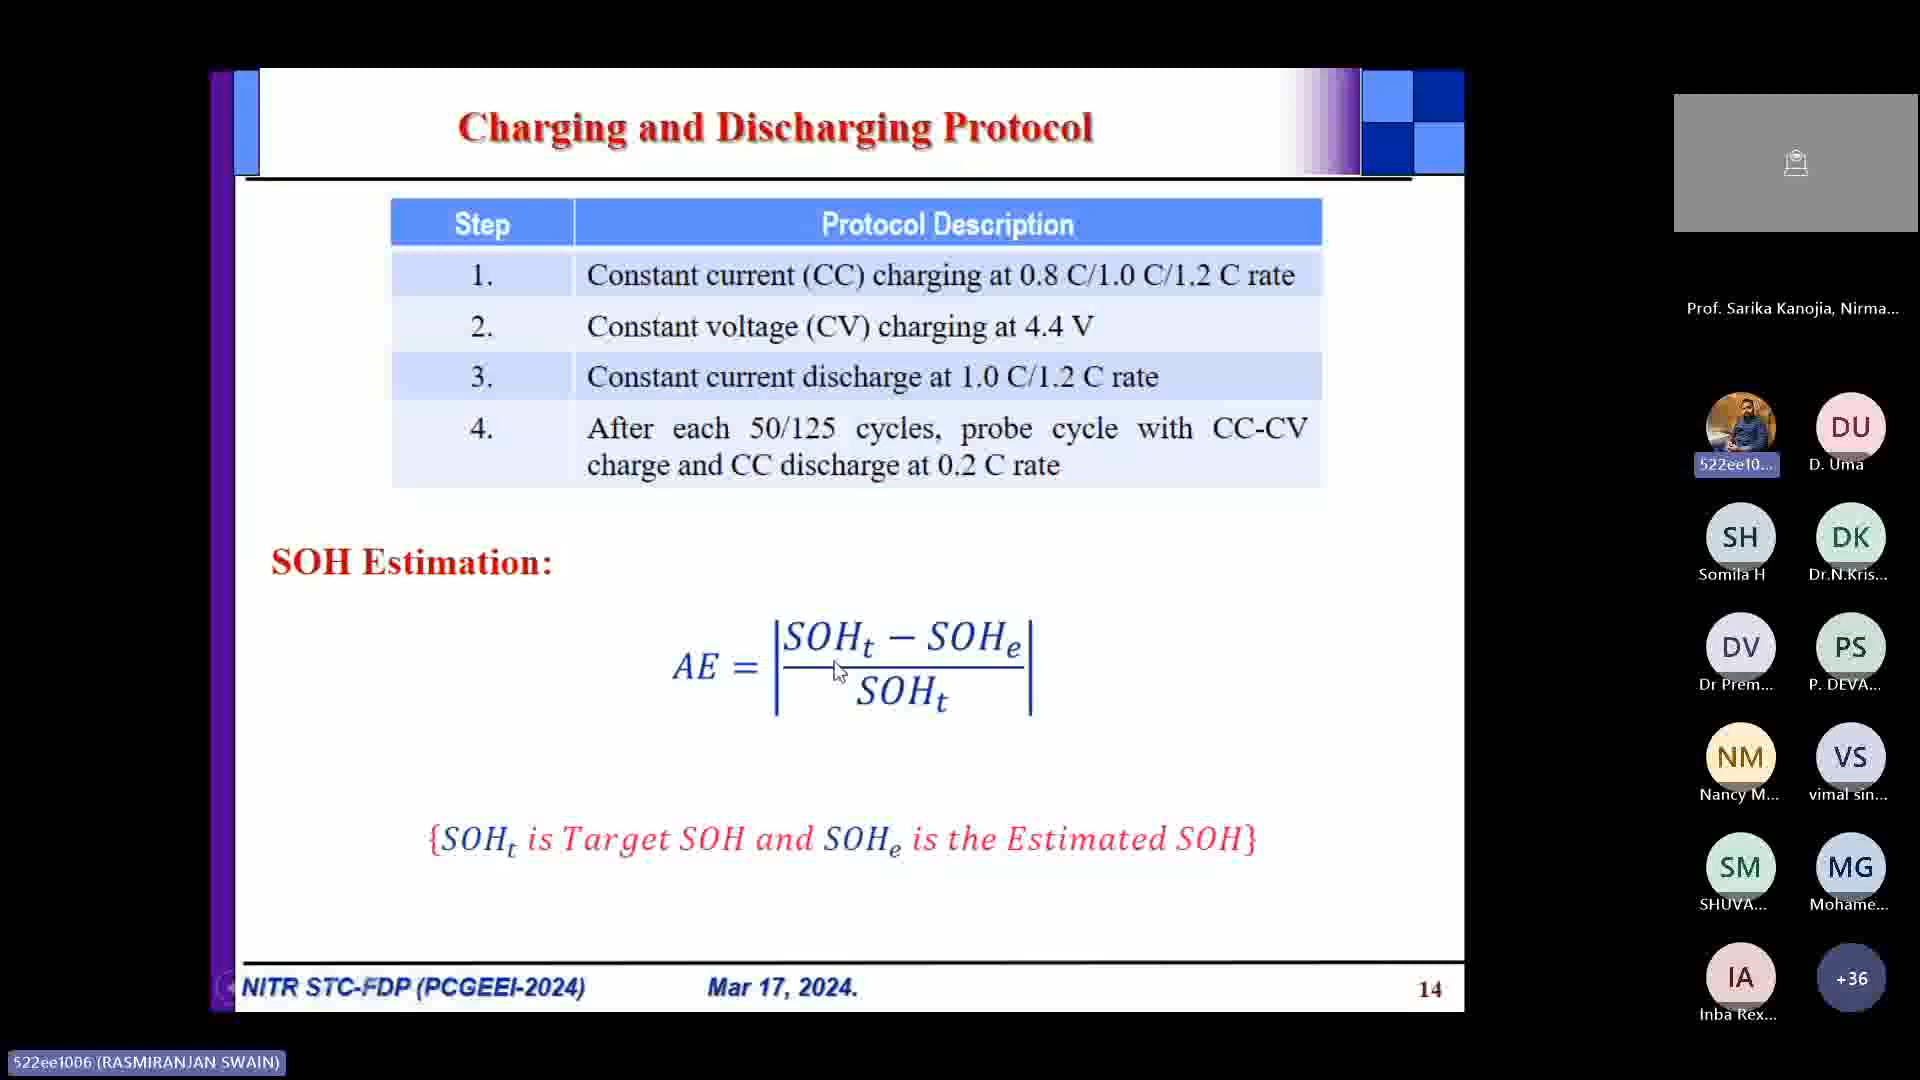 Charging and Discharging Protocol
Step Protocol Description
1. Constant current (CC) charging at 0.8 C/1.0 C/1.2 C rate
2. Constant voltage (CV) charging at 4.4 V
3. Constant current discharge at 1.0 C/1.2 C rate
4. After each 50/125 cycles, probe cycle with CC-CV
charge and CC discharge at 0.2 C rate
SOH Estimation:
AE = |(SOH_t − SOH_e) / SOH_t|
{SOH_t is Target SOH and SOH_e is the Estimated SOH}
NITR STC-FDP (PCGEEI-2024) Mar 17, 2024. 14
Prof. Sarika Kanojia, Nirma...
522ee10...
DU
D. Uma
SH
Somila H
DK
Dr.N.Kris...
DV
Dr Prem...
PS
P. DEVA...
NM
Nancy M...
VS
vimal sin...
SM
SHUVA...
MG
Mohame...
IA
Inba Rex...
+36
522ee1006 (RASMIRANJAN SWAIN)